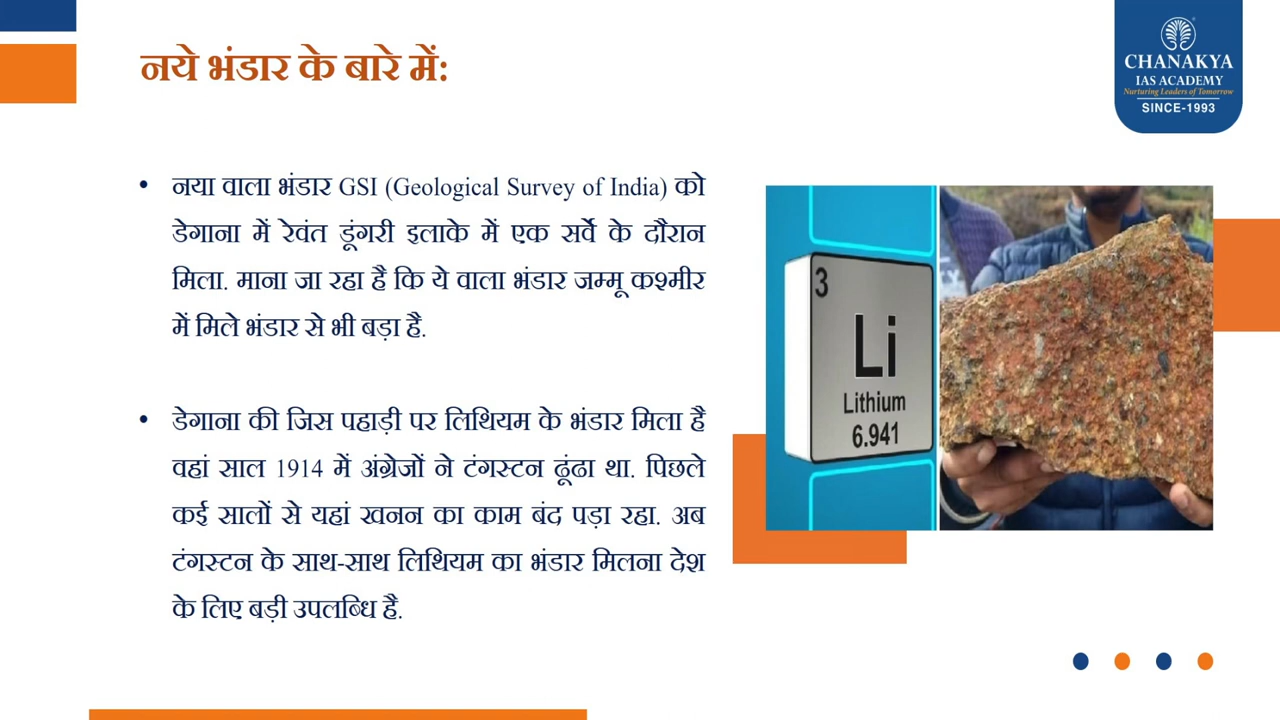 नये भंडार के बारे में:
CHANAKYA
IAS ACADEMY
Nurturing Leaders of Tomorrow
SINCE-1993
• नया वाला भंडार GSI (Geological Survey of India) को
डेगाना में रेवंत डूंगरी इलाके में एक सर्वे के दौरान
मिला. माना जा रहा है कि ये वाला भंडार जम्मू कश्मीर
में मिले भंडार से भी बड़ा है.
• डेगाना की जिस पहाड़ी पर लिथियम के भंडार मिला है
वहां साल 1914 में अंग्रेजों ने टंगस्टन ढूंढा था. पिछले
कई सालों से यहां खनन का काम बंद पड़ा रहा. अब
टंगस्टन के साथ-साथ लिथियम का भंडार मिलना देश
के लिए बड़ी उपलब्धि है.
3
Li
Lithium
6.941